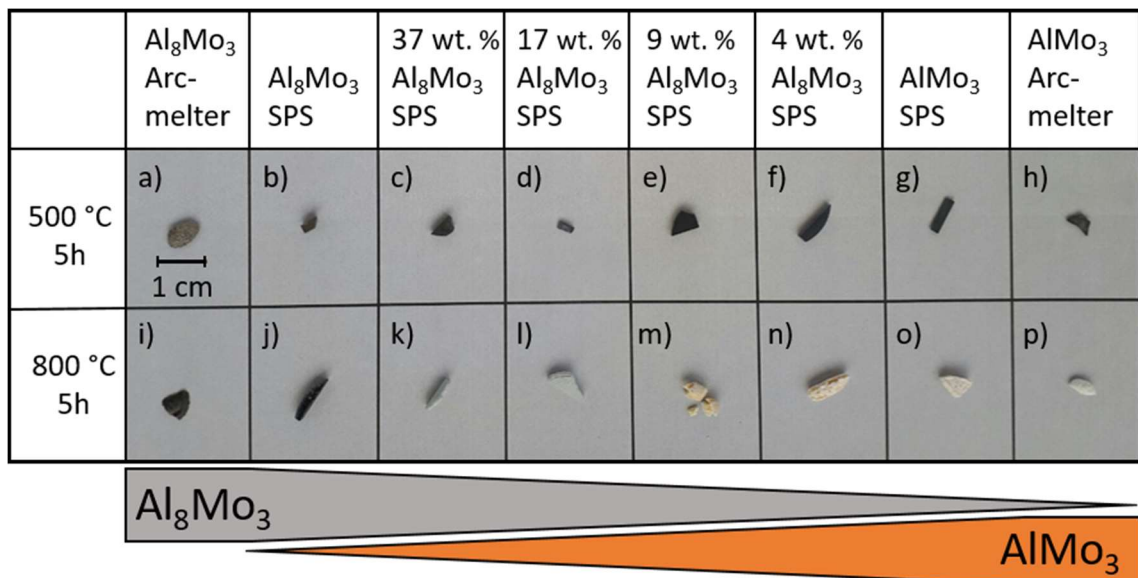 Al₈Mo₃
Arc-
melter
Al₈Mo₃
SPS
37 wt. %
Al₈Mo₃
SPS
17 wt. %
Al₈Mo₃
SPS
9 wt. %
Al₈Mo₃
SPS
4 wt. %
Al₈Mo₃
SPS
AlMo₃
SPS
AlMo₃
Arc-
melter
500 °C
5h
a)
b)
c)
d)
e)
f)
g)
h)
1 cm
800 °C
5h
i)
j)
k)
l)
m)
n)
o)
p)
Al₈Mo₃
AlMo₃